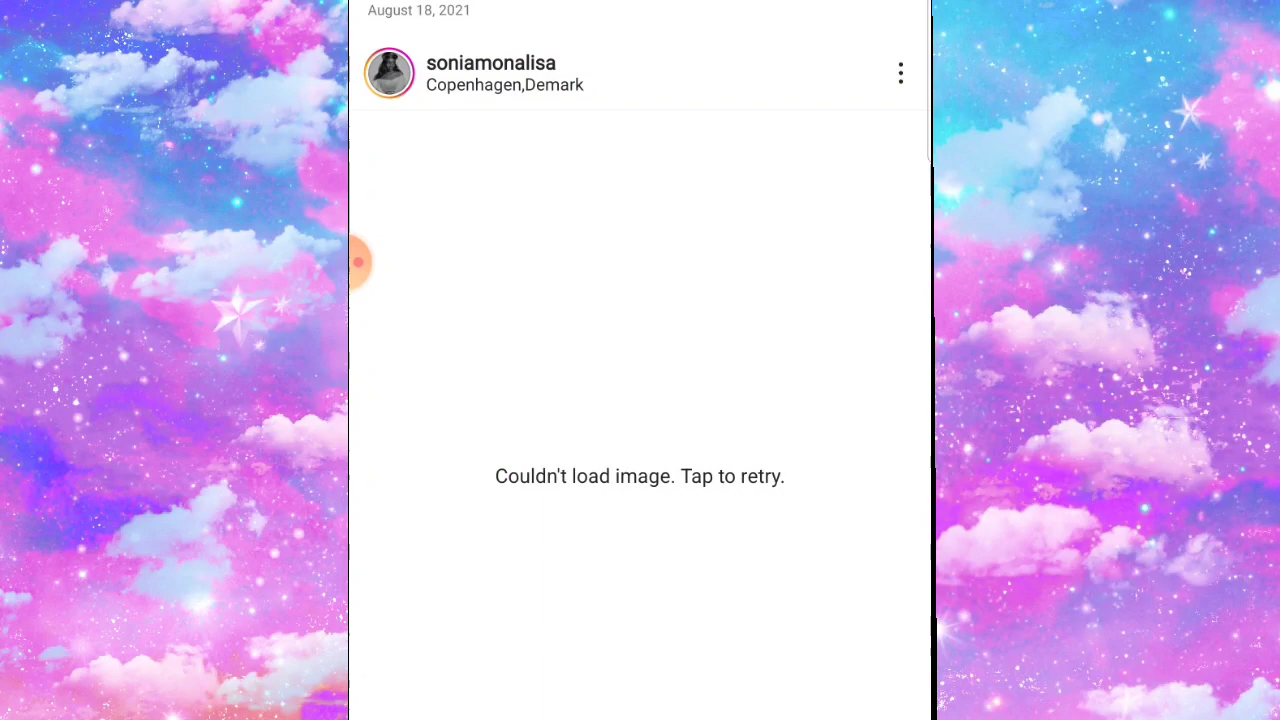 August 18, 2021
soniamonalisa
Copenhagen,Demark
Couldn't load image. Tap to retry.